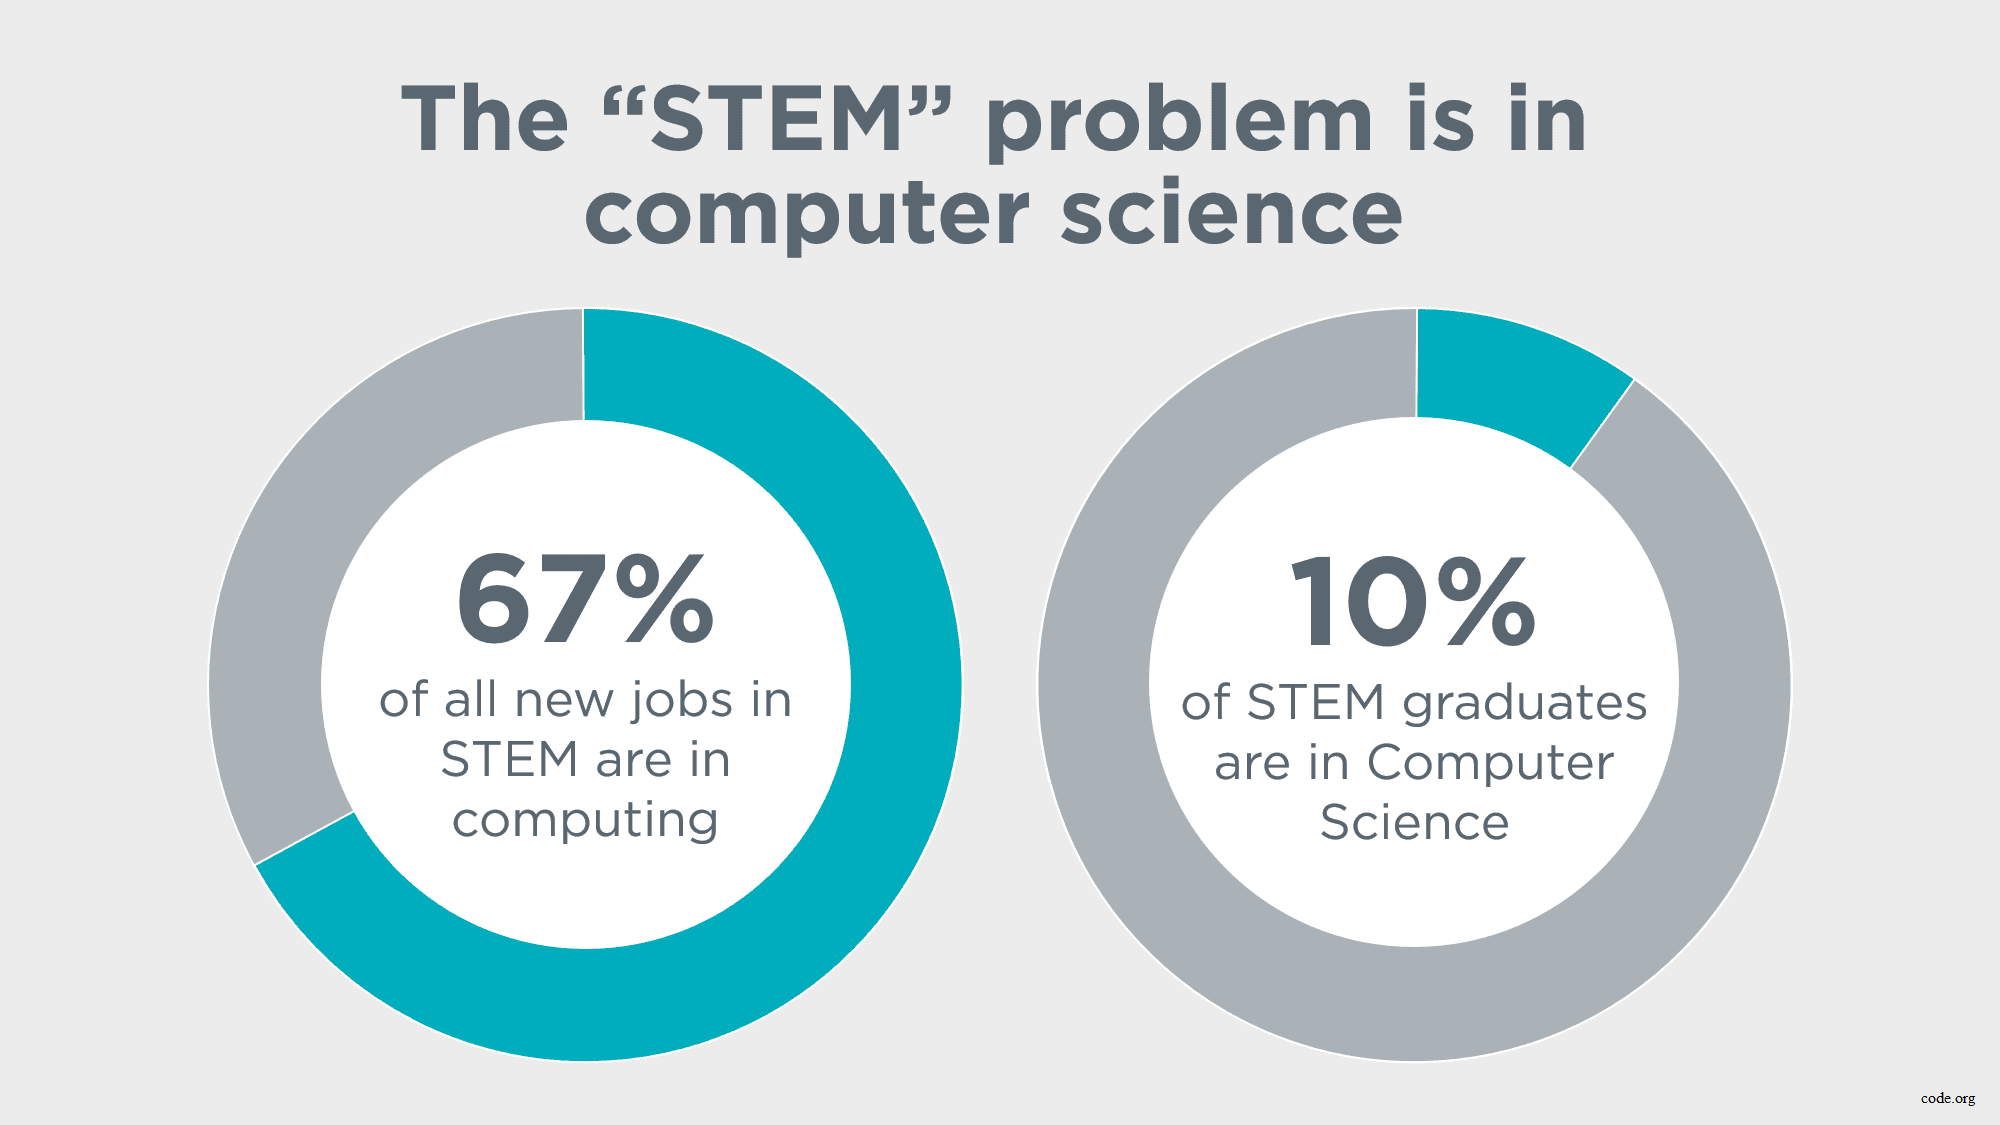 The “STEM” problem is in
computer science
67%
of all new jobs in
STEM are in
computing
10%
of STEM graduates
are in Computer
Science
code.org